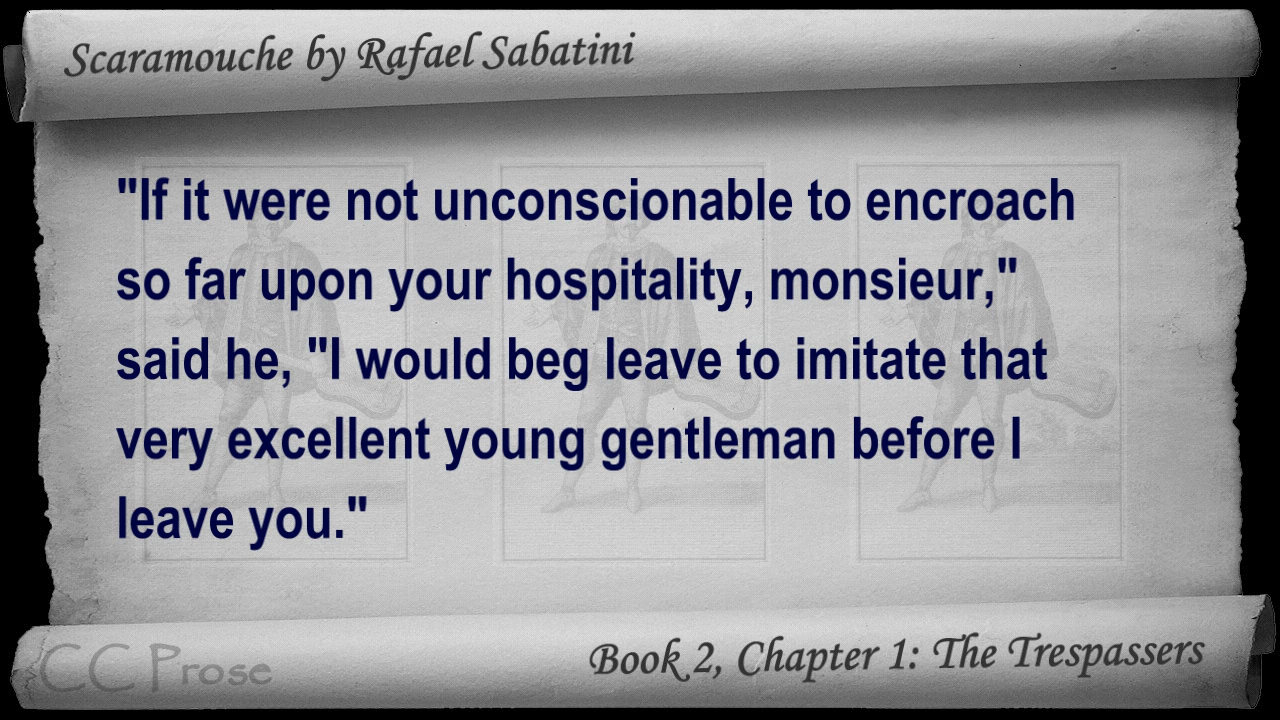 Scaramouche by Rafael Sabatini
"If it were not unconscionable to encroach
so far upon your hospitality, monsieur,"
said he, "I would beg leave to imitate that
very excellent young gentleman before I
leave you."
CC Prose
Book 2, Chapter 1: The Trespassers